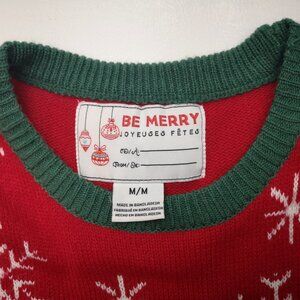 BE MERRY
JOYEUSES FÊTES
M/M
MADE IN BANGLADESH
FABRIQUÉ EN BANGLADESH
HECHO EN BANGLADESH